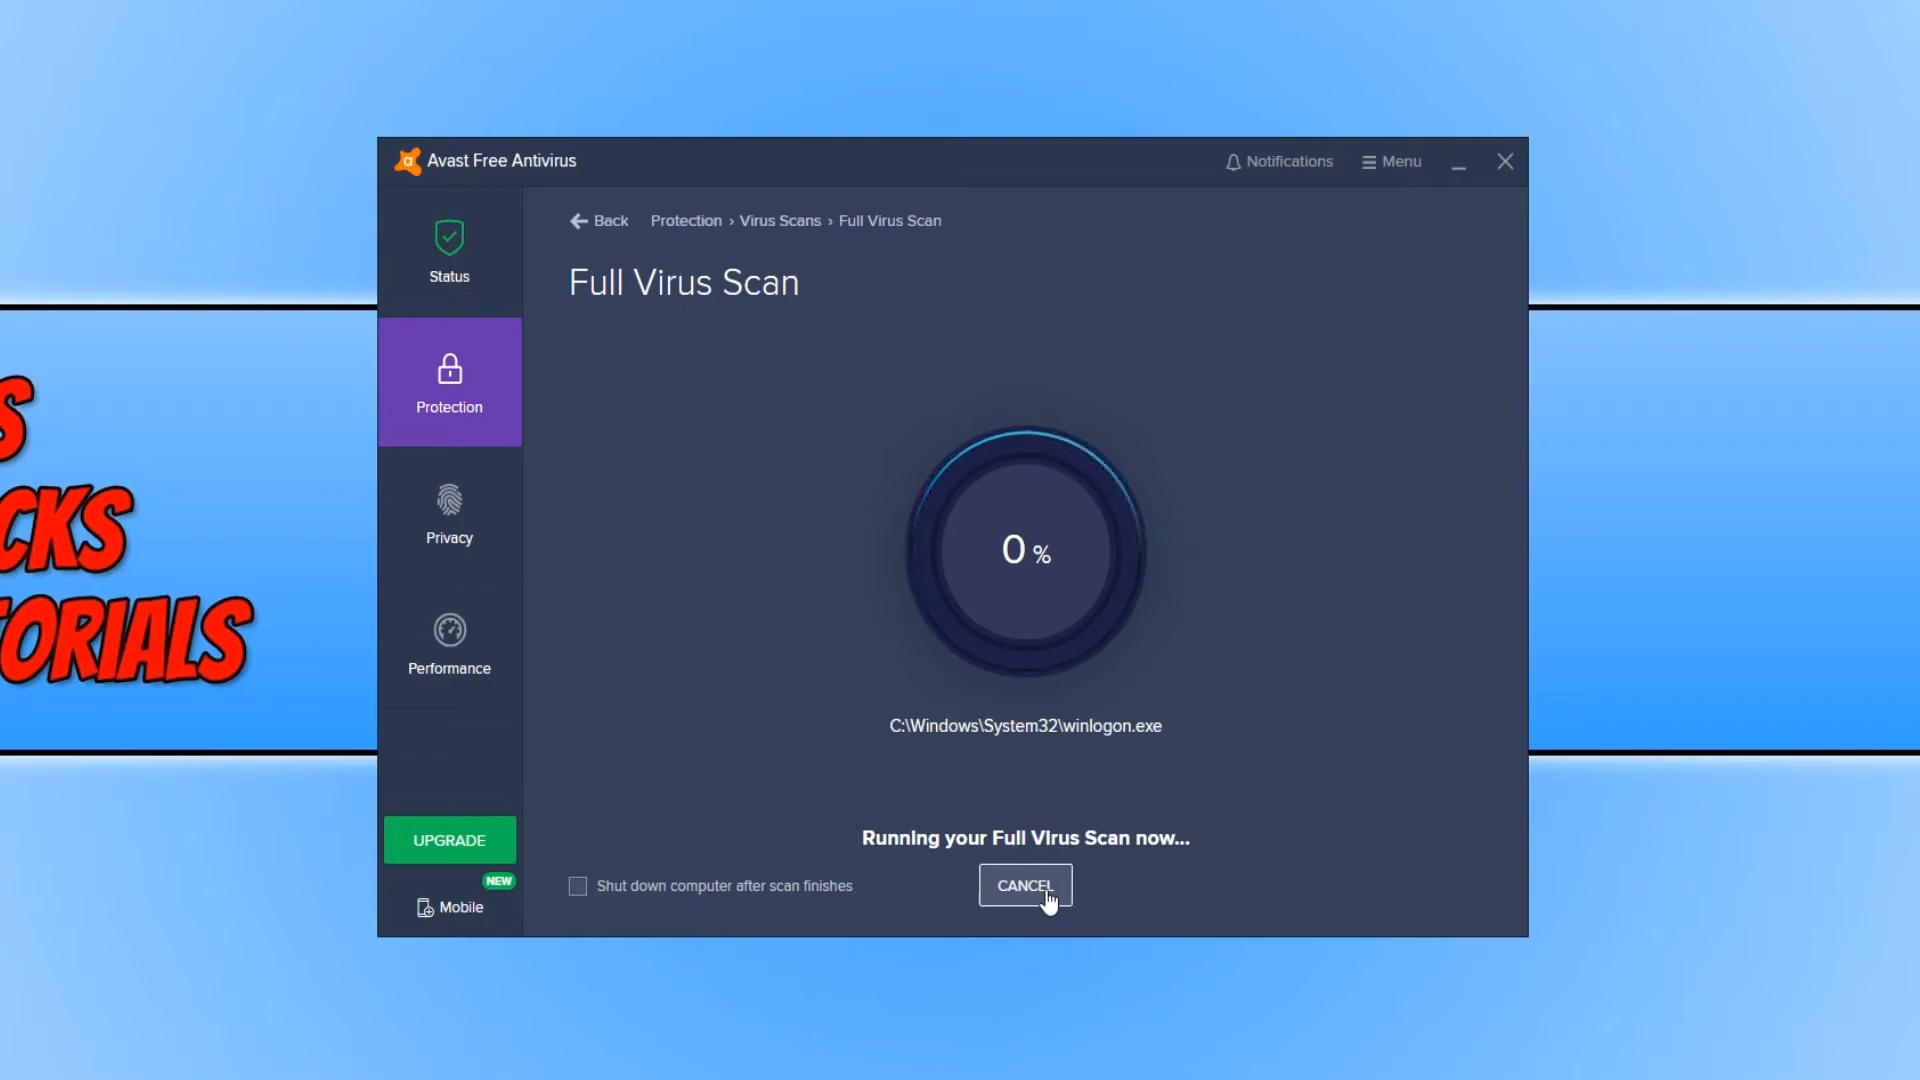 Avast Free Antivirus
Notifications
Menu
Back
Protection › Virus Scans › Full Virus Scan
Full Virus Scan
Status
Protection
Privacy
Performance
0 %
C:\Windows\System32\winlogon.exe
Running your Full Virus Scan now...
Shut down computer after scan finishes
CANCEL
UPGRADE
NEW
Mobile
S
CKS
TORIALS